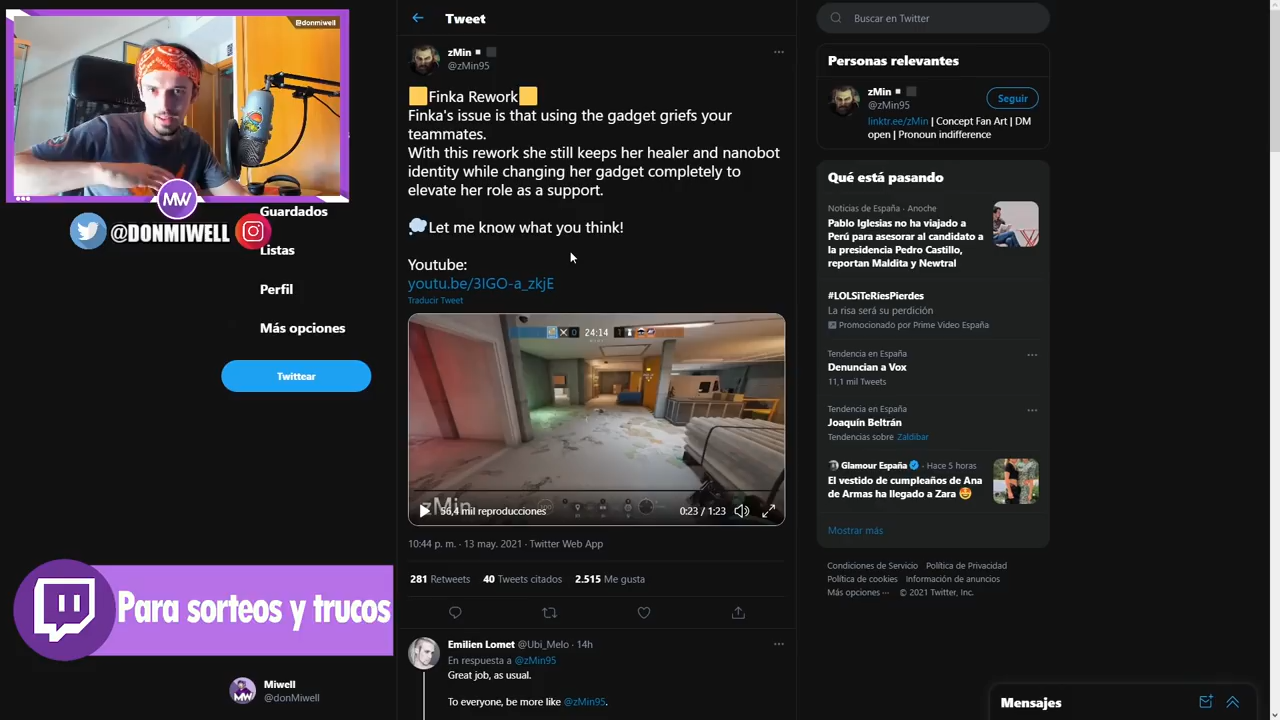 @donmiwell
MW
@DONMIWELL
Guardados
Listas
Perfil
Más opciones
Twittear
Para sorteos y trucos
Miwell
@donMiwell
Tweet
zMin
@zMin95
Finka Rework
Finka's issue is that using the gadget griefs your
teammates.
With this rework she still keeps her healer and nanobot
identity while changing her gadget completely to
elevate her role as a support.
Let me know what you think!
Youtube:
youtu.be/3IGO-a_zkjE
Traducir Tweet
0 24:14 1
zMin
56,4 mil reproducciones
0:23 / 1:23
10:44 p. m. · 13 may. 2021 · Twitter Web App
281 Retweets 40 Tweets citados 2.515 Me gusta
Emilien Lomet @Ubi_Melo · 14h
En respuesta a @zMin95
Great job, as usual.
To everyone, be more like @zMin95.
Buscar en Twitter
Personas relevantes
zMin
@zMin95
Seguir
linktr.ee/zMin | Concept Fan Art | DM
open | Pronoun indifference
Qué está pasando
Noticias de España · Anoche
Pablo Iglesias no ha viajado a
Perú para asesorar al candidato a
la presidencia Pedro Castillo,
reportan Maldita y Newtral
#LOLSiTeRíesPierdes
La risa será su perdición
Promocionado por Prime Video España
Tendencia en España
Denuncian a Vox
11,1 mil Tweets
Tendencia en España
Joaquín Beltrán
Tendencias sobre Zaldibar
Glamour España · Hace 5 horas
El vestido de cumpleaños de Ana
de Armas ha llegado a Zara
Mostrar más
Condiciones de Servicio Política de Privacidad
Política de cookies Información de anuncios
Más opciones ··· © 2021 Twitter, Inc.
Mensajes